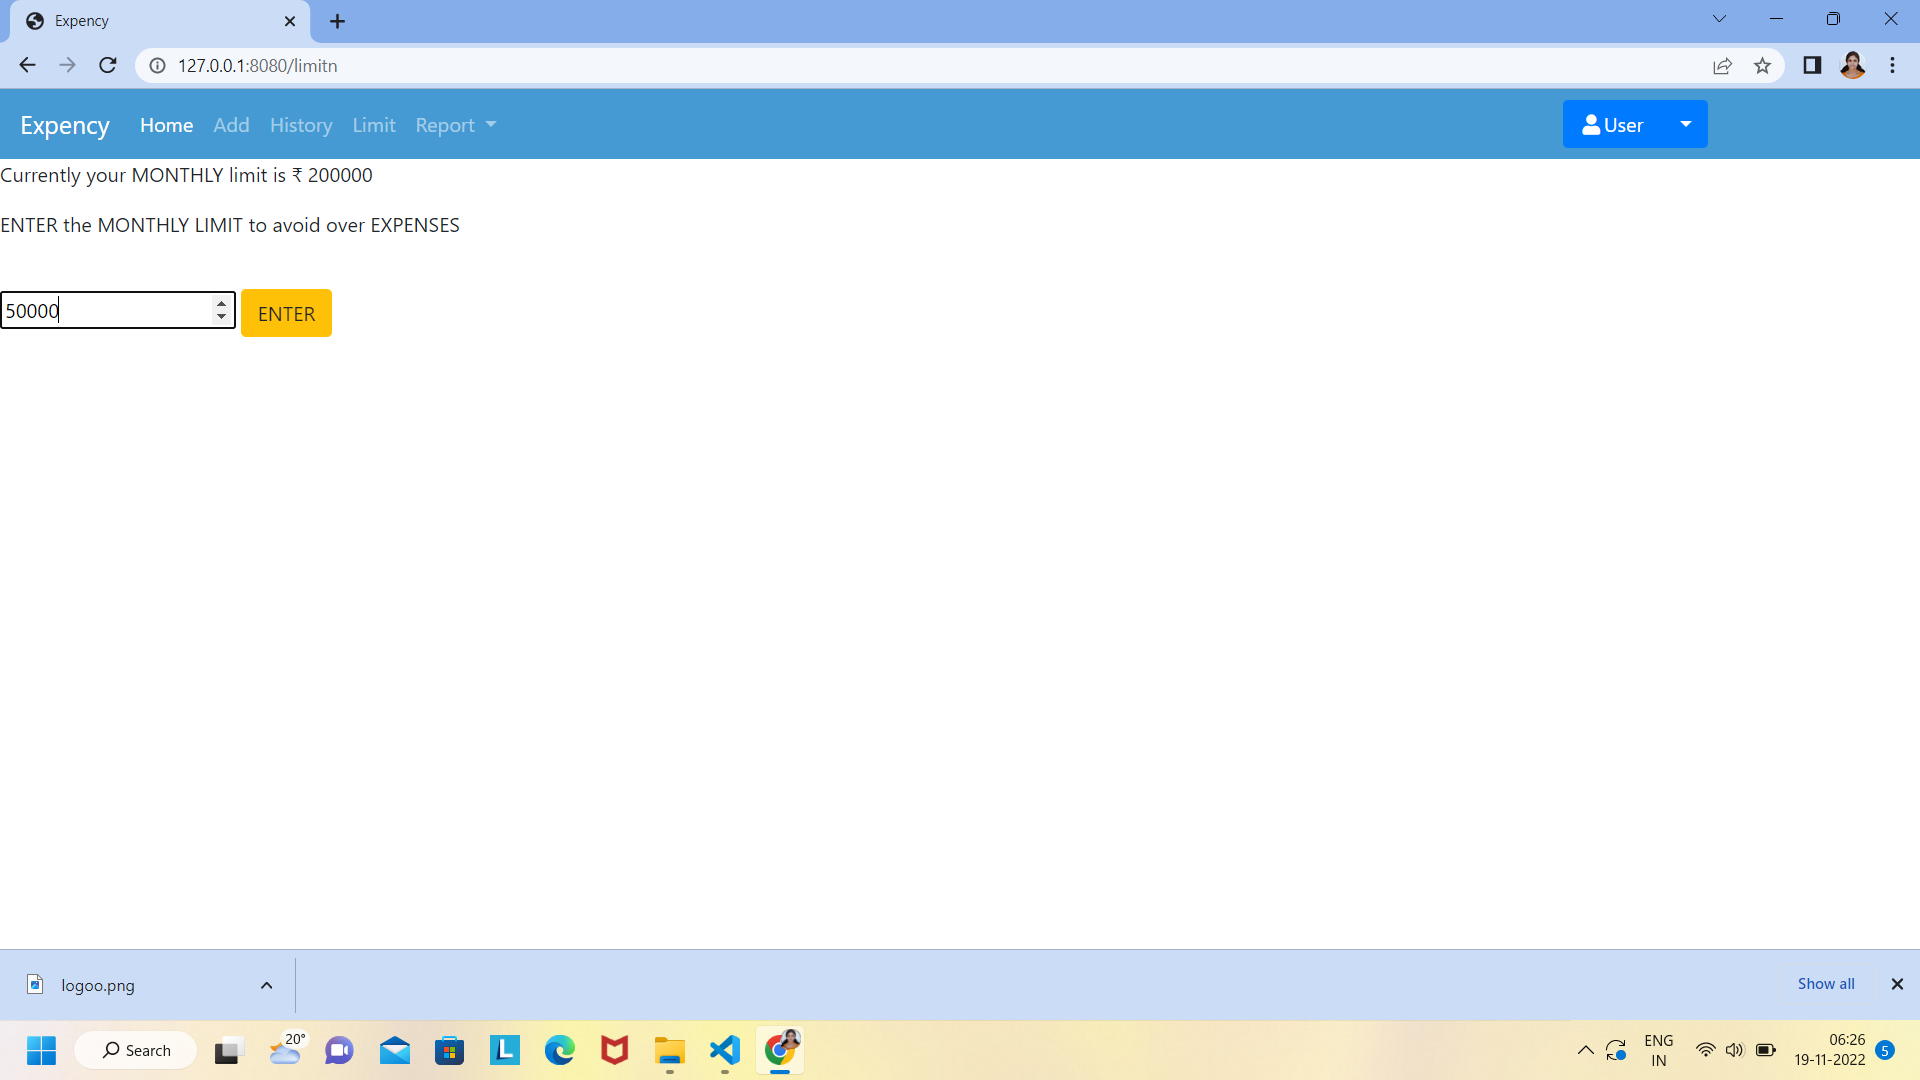 Expency
127.0.0.1:8080/limitn
Expency Home Add History Limit Report User
Currently your MONTHLY limit is ₹ 200000
ENTER the MONTHLY LIMIT to avoid over EXPENSES
50000 ENTER
logoo.png Show all
Search 20° L ENG IN 06:26 19-11-2022 5